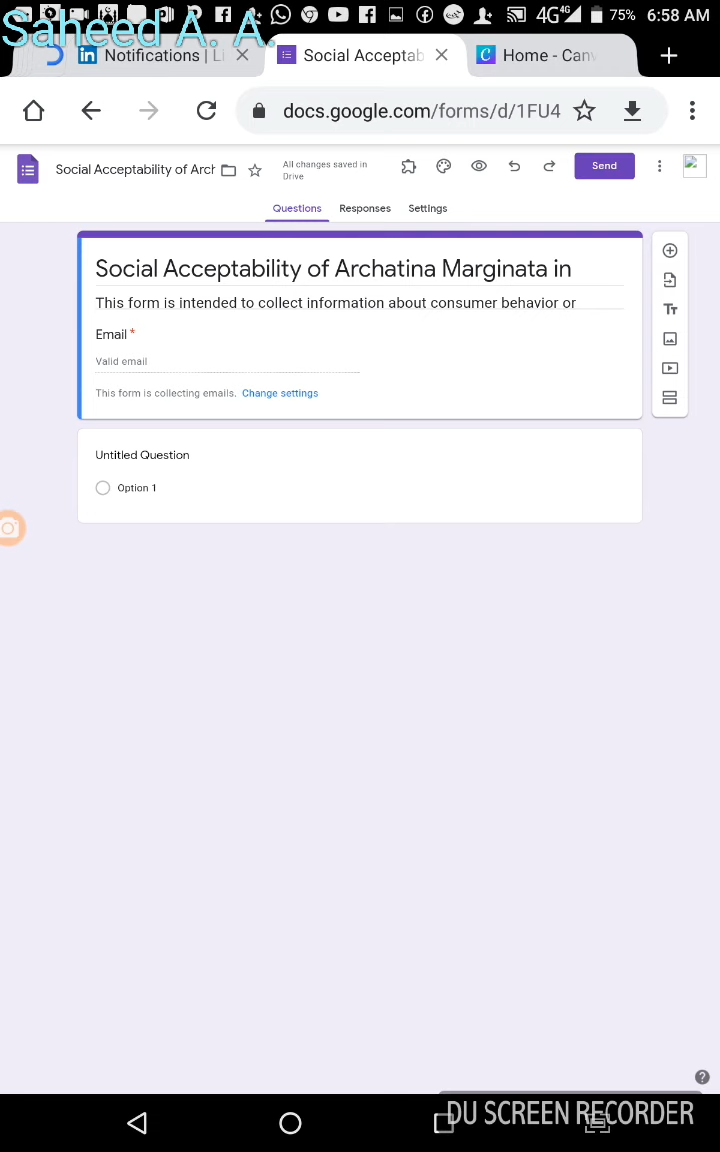 Saheed A. A.
4G 4G 75% 6:58 AM
Notifications | Li
Social Acceptab
Home - Canv
docs.google.com/forms/d/1FU4
Social Acceptability of Arch
All changes saved in
Drive
Send
Questions Responses Settings
Social Acceptability of Archatina Marginata in
This form is intended to collect information about consumer behavior or
Email *
Valid email
This form is collecting emails. Change settings
Untitled Question
Option 1
DU SCREEN RECORDER